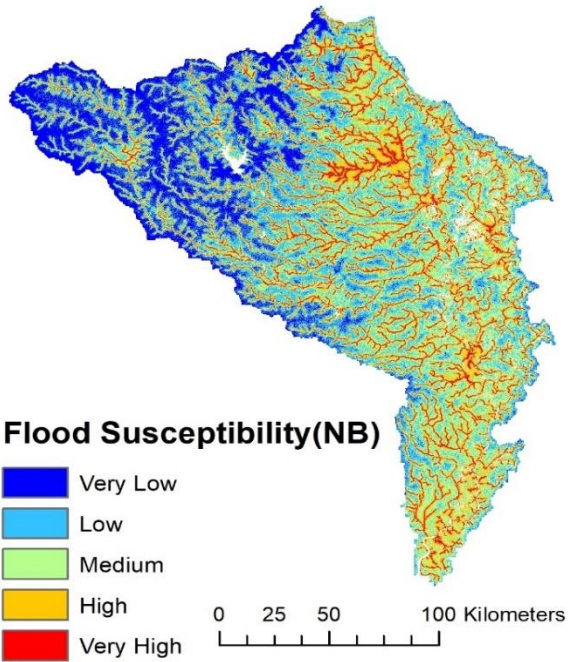 Flood Susceptibility(NB)
Very Low
Low
Medium
High
Very High
0 25 50 100 Kilometers